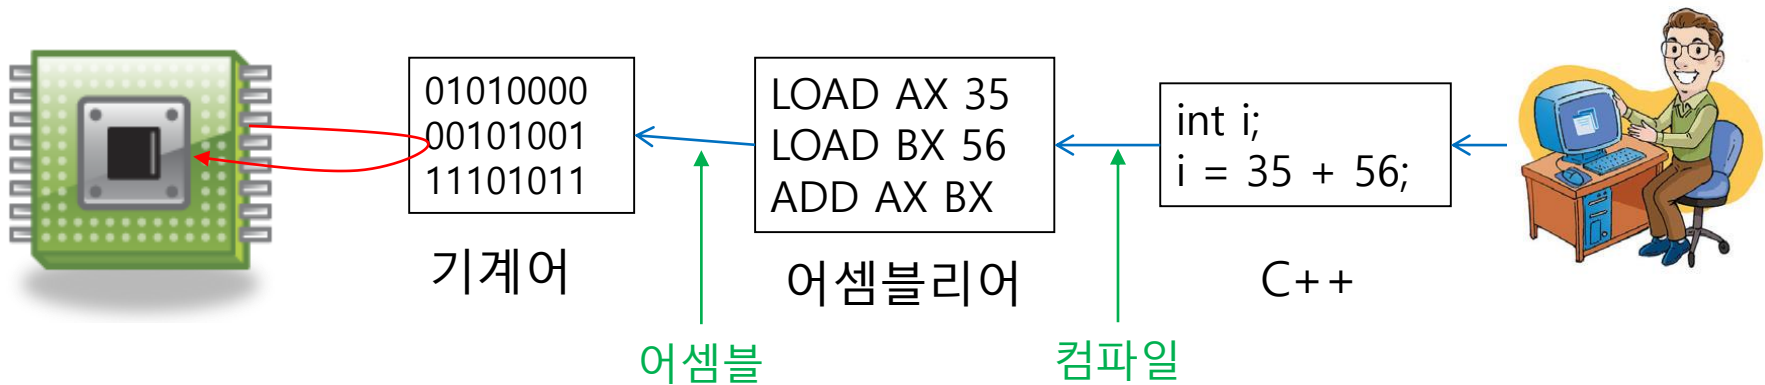 01010000
00101001
11101011
기계어
어셈블
LOAD AX 35
LOAD BX 56
ADD AX BX
어셈블리어
컴파일
int i;
i = 35 + 56;
C++